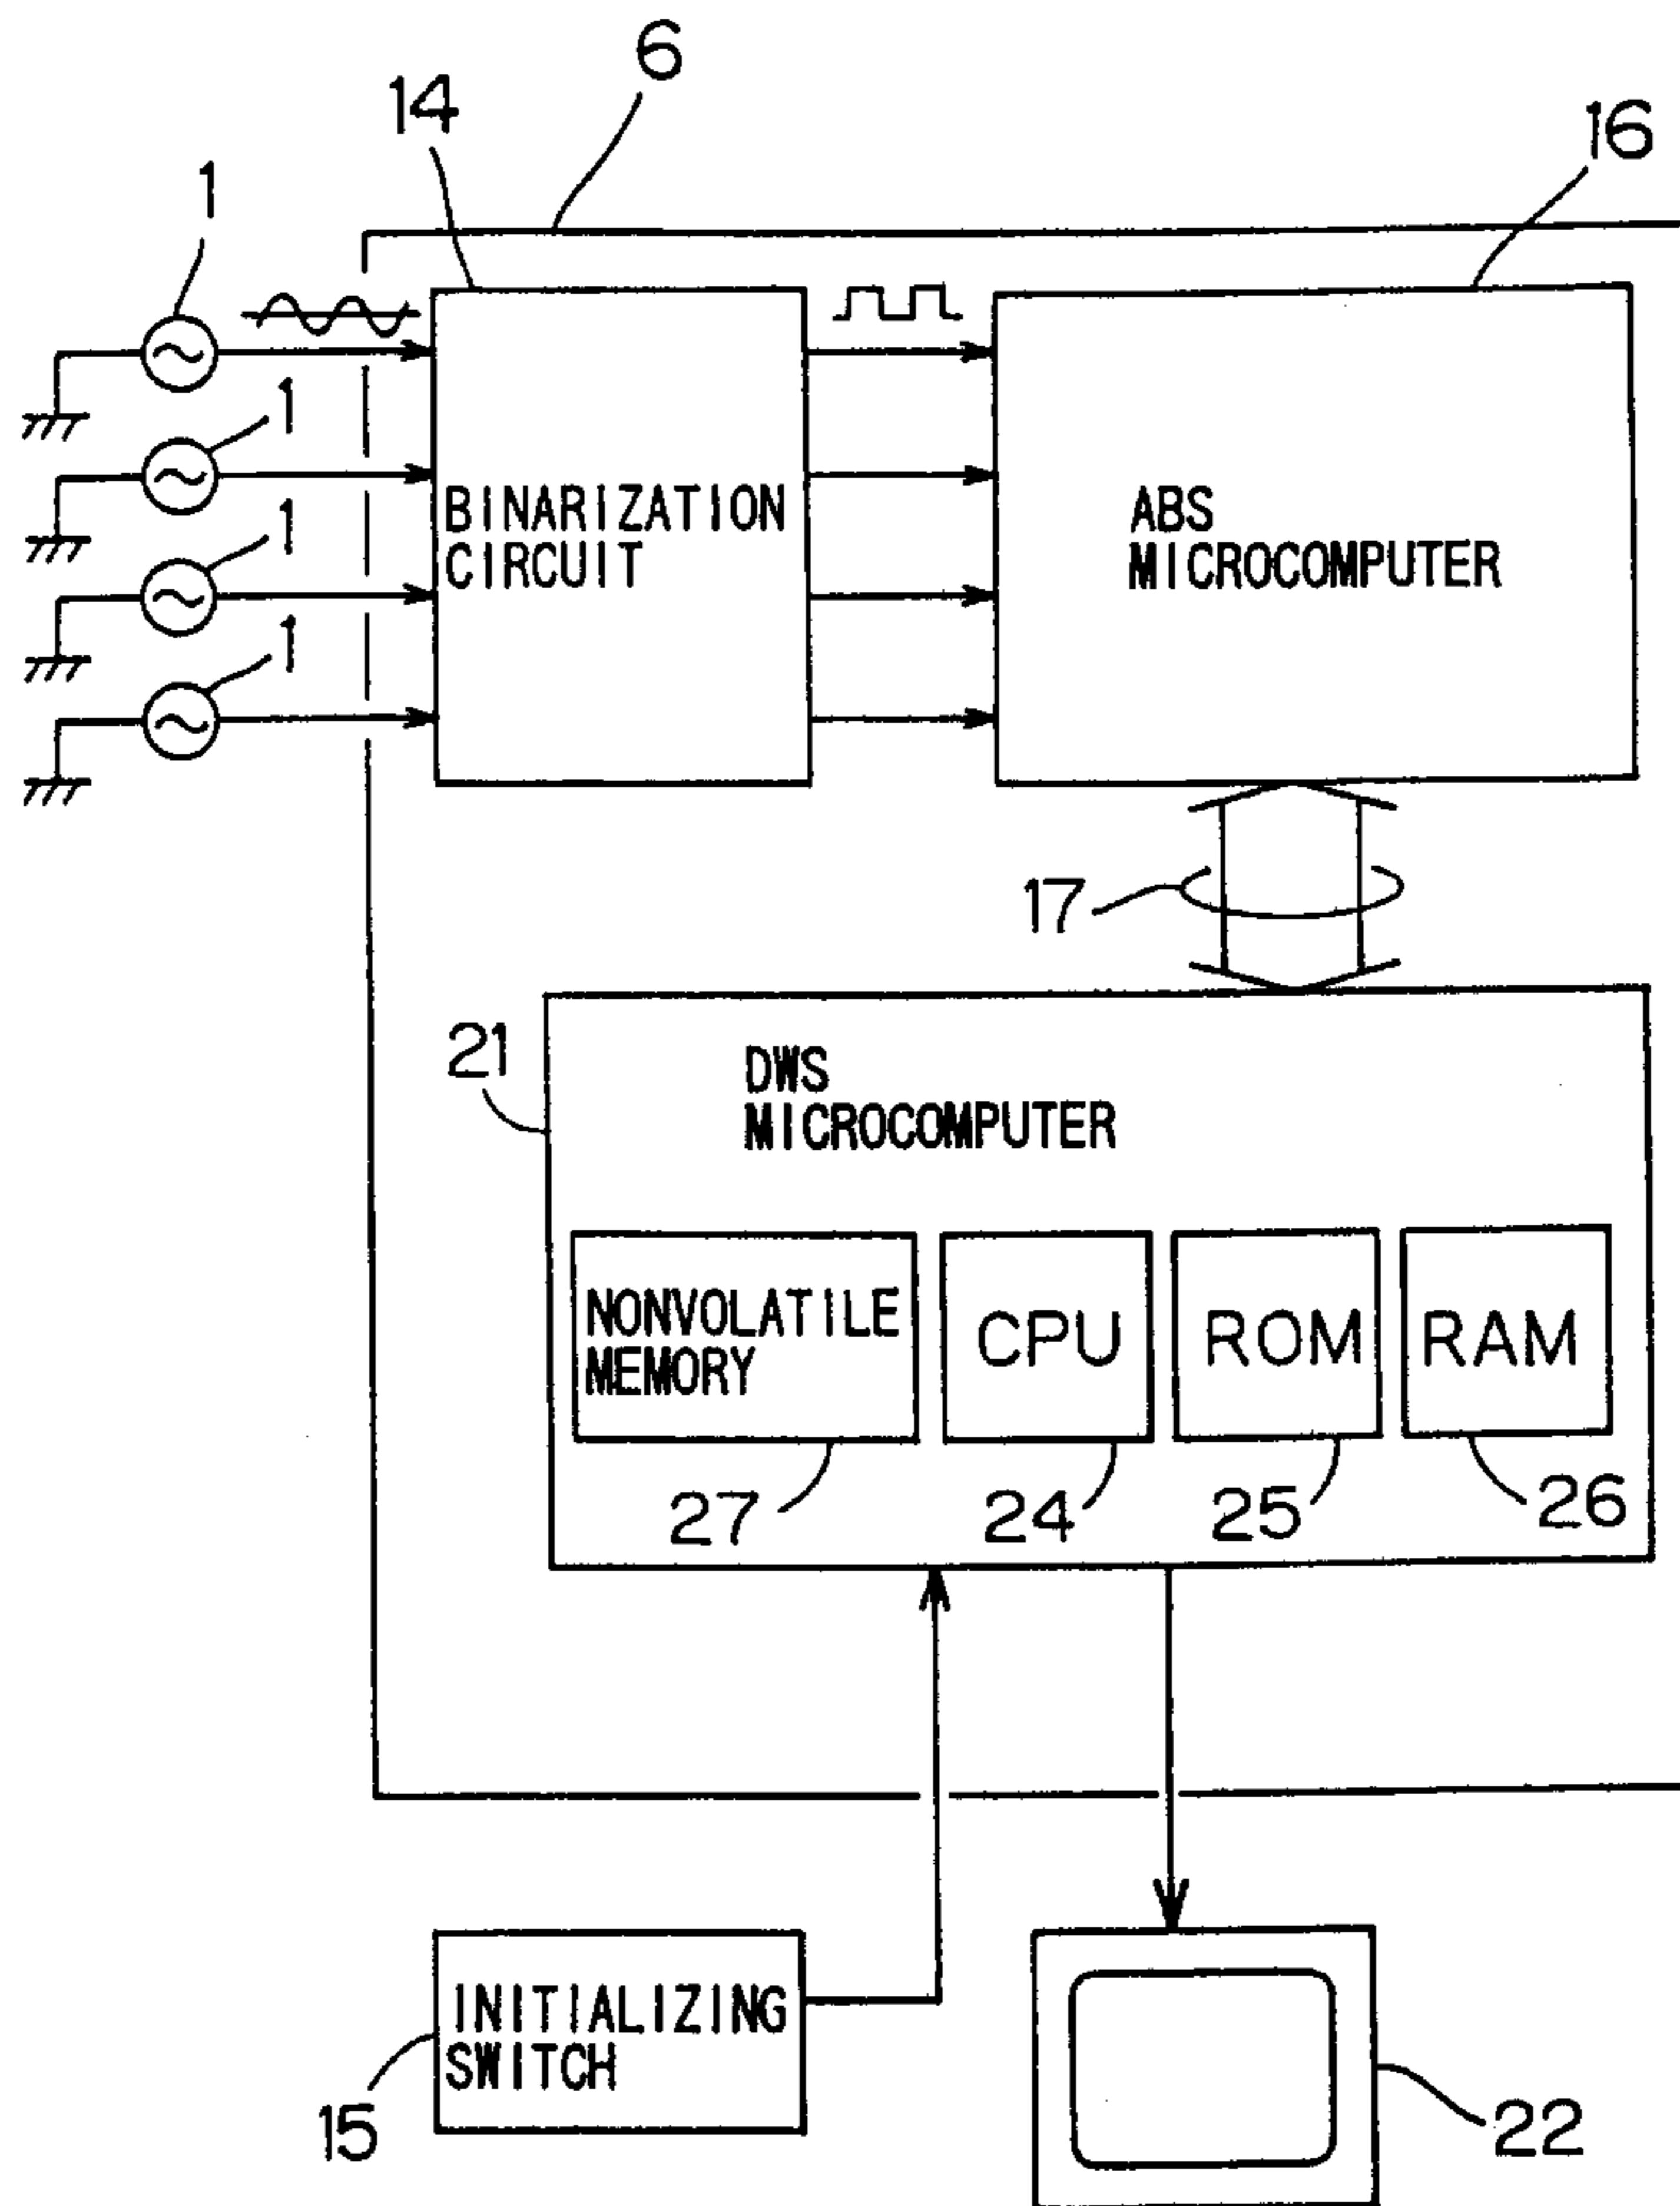 6
14
16
1
1
1
1
BINARIZATION
CIRCUIT
ABS
MICROCOMPUTER
17
21
DWS
MICROCOMPUTER
NONVOLATILE
MEMORY
CPU
ROM
RAM
27
24
25
26
INITIALIZING
SWITCH
15
22